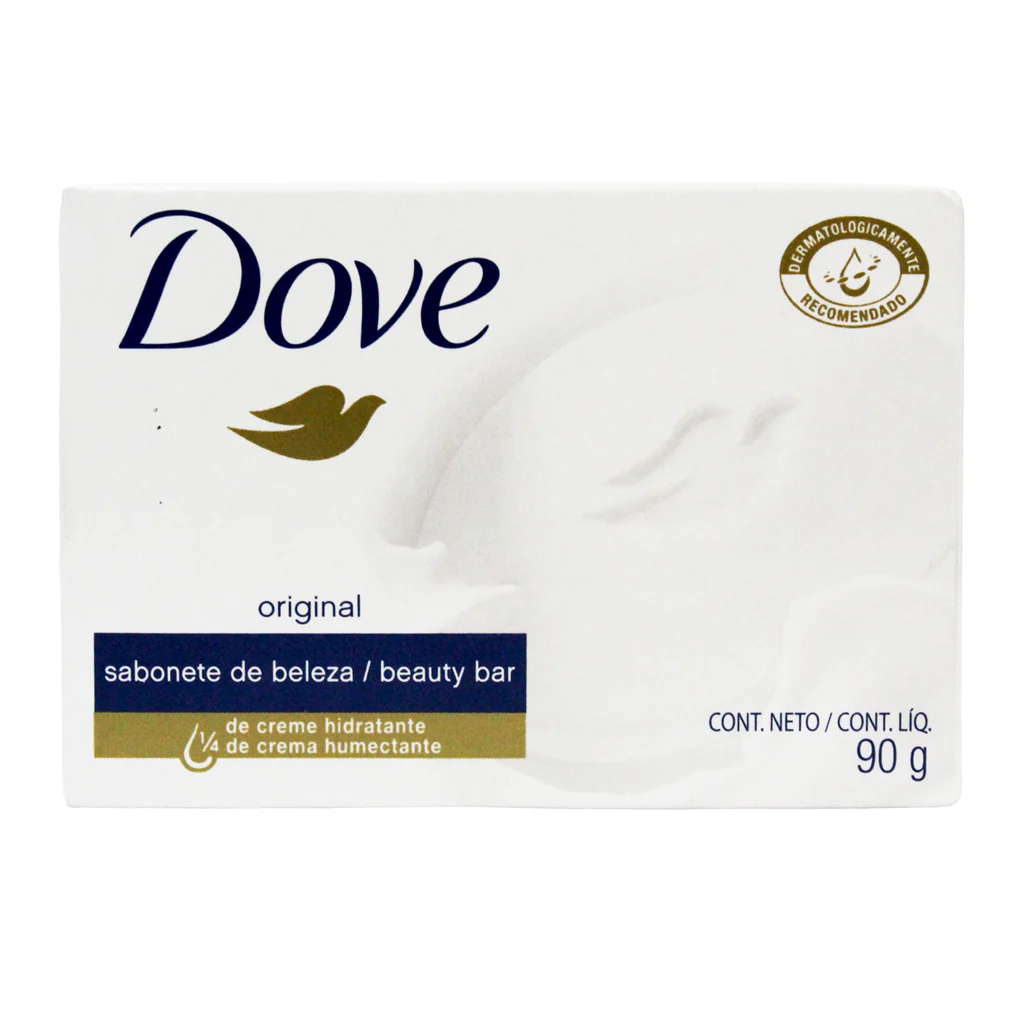 Dove
DERMATOLOGICAMENTE
RECOMENDADO
original
sabonete de beleza / beauty bar
1/4
de creme hidratante
de crema humectante
CONT. NETO / CONT. LÍQ.
90 g